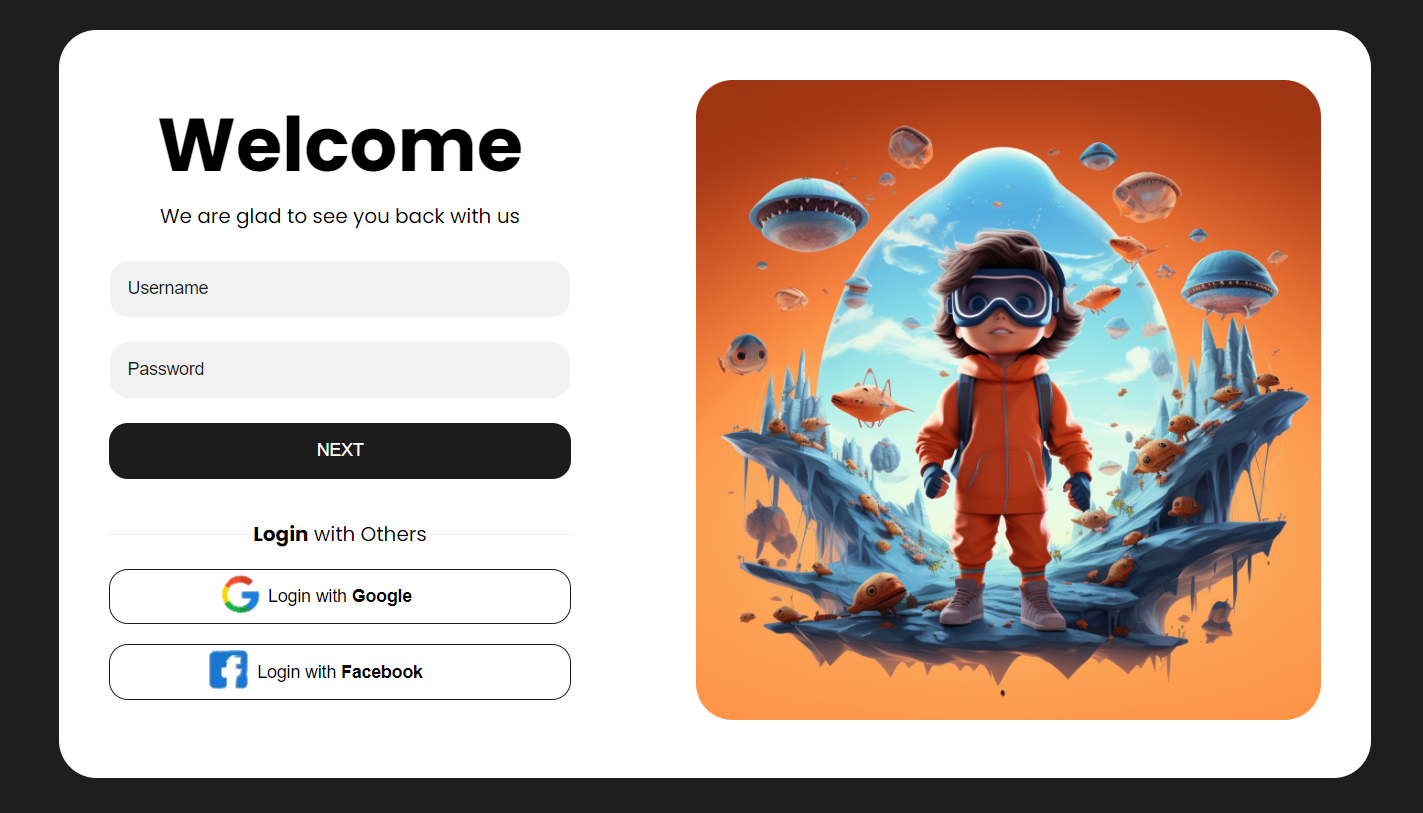 Welcome
We are glad to see you back with us
Username
Password
NEXT
Login with Others
Login with Google
Login with Facebook